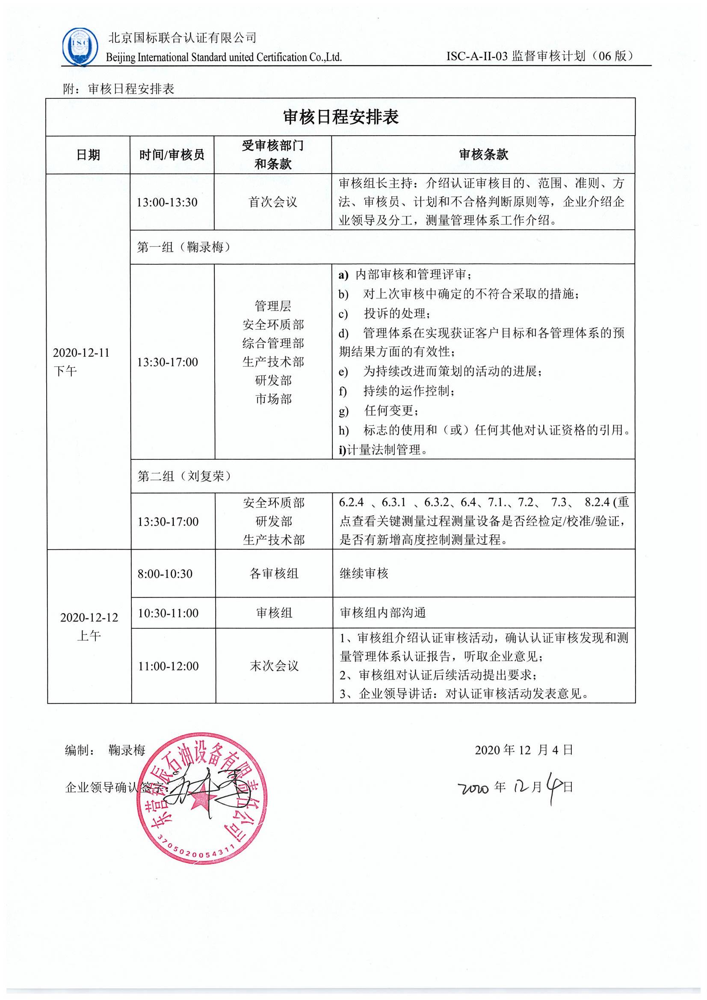 ISC
北京国标联合认证有限公司
Beijing International Standard united Certification Co.,Ltd.
ISC-A-II-03 监督审核计划（06 版）
附：审核日程安排表
审核日程安排表
日期
时间/审核员
受审核部门
和条款
审核条款
2020-12-11
下午
13:00-13:30
首次会议
审核组长主持：介绍认证审核目的、范围、准则、方
法、审核员、计划和不合格判断原则等，企业介绍企
业领导及分工，测量管理体系工作介绍。
第一组（鞠录梅）
13:30-17:00
管理层
安全环质部
综合管理部
生产技术部
研发部
市场部
a) 内部审核和管理评审；
b) 对上次审核中确定的不符合采取的措施；
c) 投诉的处理；
d) 管理体系在实现获证客户目标和各管理体系的预
期结果方面的有效性；
e) 为持续改进而策划的活动的进展；
f) 持续的运作控制；
g) 任何变更；
h) 标志的使用和（或）任何其他对认证资格的引用。
i)计量法制管理。
第二组（刘复荣）
13:30-17:00
安全环质部
研发部
生产技术部
6.2.4 、6.3.1 、6.3.2、6.4、7.1.、7.2、 7.3、 8.2.4 (重
点查看关键测量过程测量设备是否经检定/校准/验证，
是否有新增高度控制测量过程。
2020-12-12
上午
8:00-10:30
各审核组
继续审核
10:30-11:00
审核组
审核组内部沟通
11:00-12:00
末次会议
1、审核组介绍认证审核活动，确认认证审核发现和测
量管理体系认证报告，听取企业意见；
2、审核组对认证后续活动提出要求；
3、企业领导讲话：对认证审核活动发表意见。
编制： 鞠录梅
2020 年 12 月 4 日
企业领导确认签字：
2020 年 12 月 4 日
东营 辰石油设备有限责任公司
3705020054311